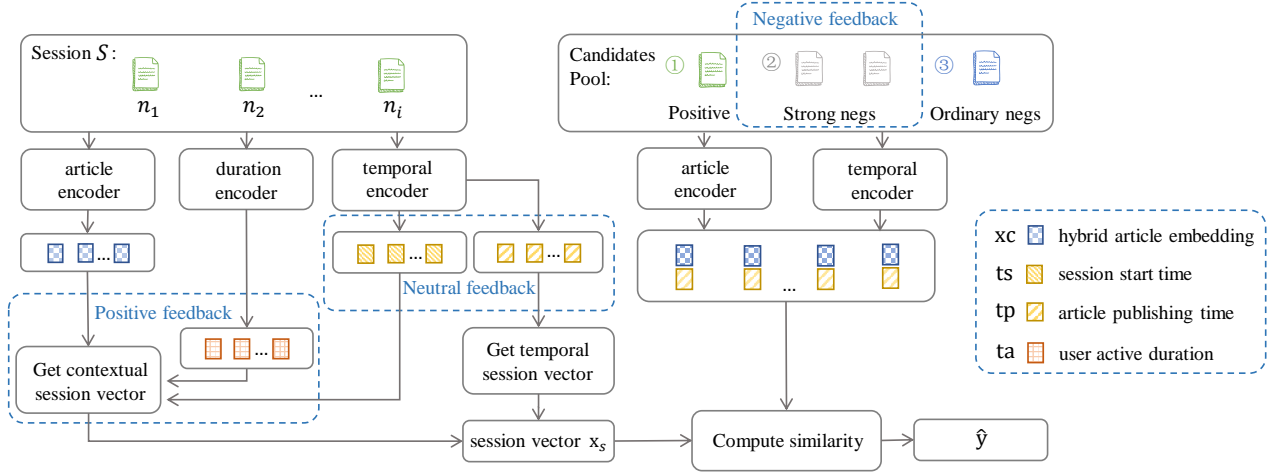 Negative feedback
Session S:
n₁
n₂
...
nᵢ
Candidates
Pool:
①
②
③
Positive
Strong negs
Ordinary negs
article
encoder
duration
encoder
temporal
encoder
article
encoder
temporal
encoder
...
...
...
Neutral feedback
...
Positive feedback
...
Get contextual
session vector
Get temporal
session vector
session vector xₛ
Compute similarity
ŷ
xc hybrid article embedding
ts session start time
tp article publishing time
ta user active duration